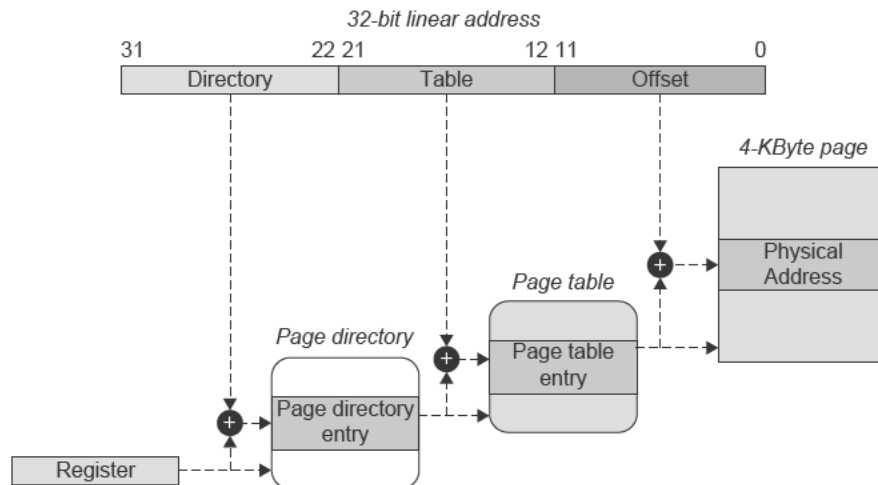 32-bit linear address
31 22 21 12 11 0
Directory Table Offset
4-KByte page
Physical
Address
Page table
Page table
entry
Page directory
Page directory
entry
Register